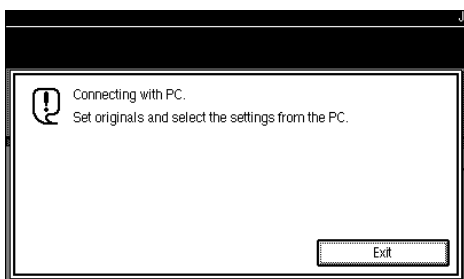 Connecting with PC.
Set originals and select the settings from the PC.
Exit